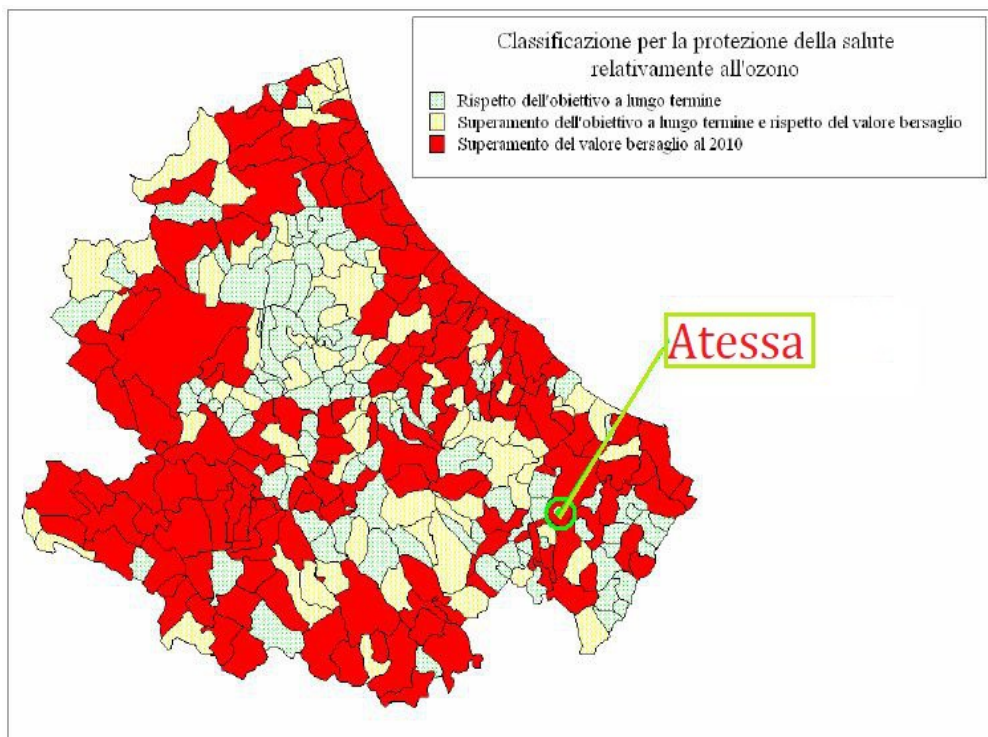 Classificazione per la protezione della salute
relativamente all'ozono
Rispetto dell'obiettivo a lungo termine
Superamento dell'obiettivo a lungo termine e rispetto del valore bersaglio
Superamento del valore bersaglio al 2010
Atessa